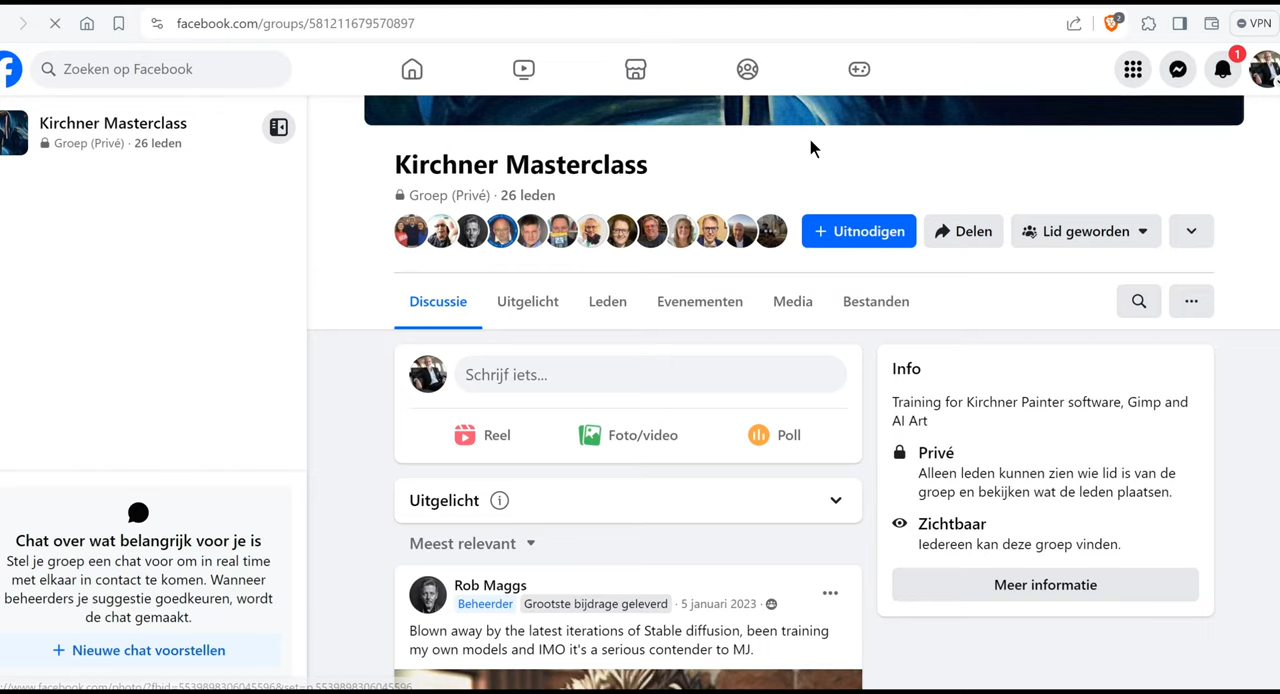 facebook.com/groups/581211679570897
2
VPN
Zoeken op Facebook
1
Kirchner Masterclass
Groep (Privé) · 26 leden
Kirchner Masterclass
Groep (Privé) · 26 leden
+ Uitnodigen
Delen
Lid geworden
Discussie
Uitgelicht
Leden
Evenementen
Media
Bestanden
Schrijf iets...
Reel
Foto/video
Poll
Uitgelicht
Meest relevant
Rob Maggs
Beheerder Grootste bijdrage geleverd · 5 januari 2023 ·
Blown away by the latest iterations of Stable diffusion, been training
my own models and IMO it's a serious contender to MJ.
Info
Training for Kirchner Painter software, Gimp and
AI Art
Privé
Alleen leden kunnen zien wie lid is van de
groep en bekijken wat de leden plaatsen.
Zichtbaar
Iedereen kan deze groep vinden.
Meer informatie
Chat over wat belangrijk voor je is
Stel je groep een chat voor om in real time
met elkaar in contact te komen. Wanneer
beheerders je suggestie goedkeuren, wordt
de chat gemaakt.
+ Nieuwe chat voorstellen